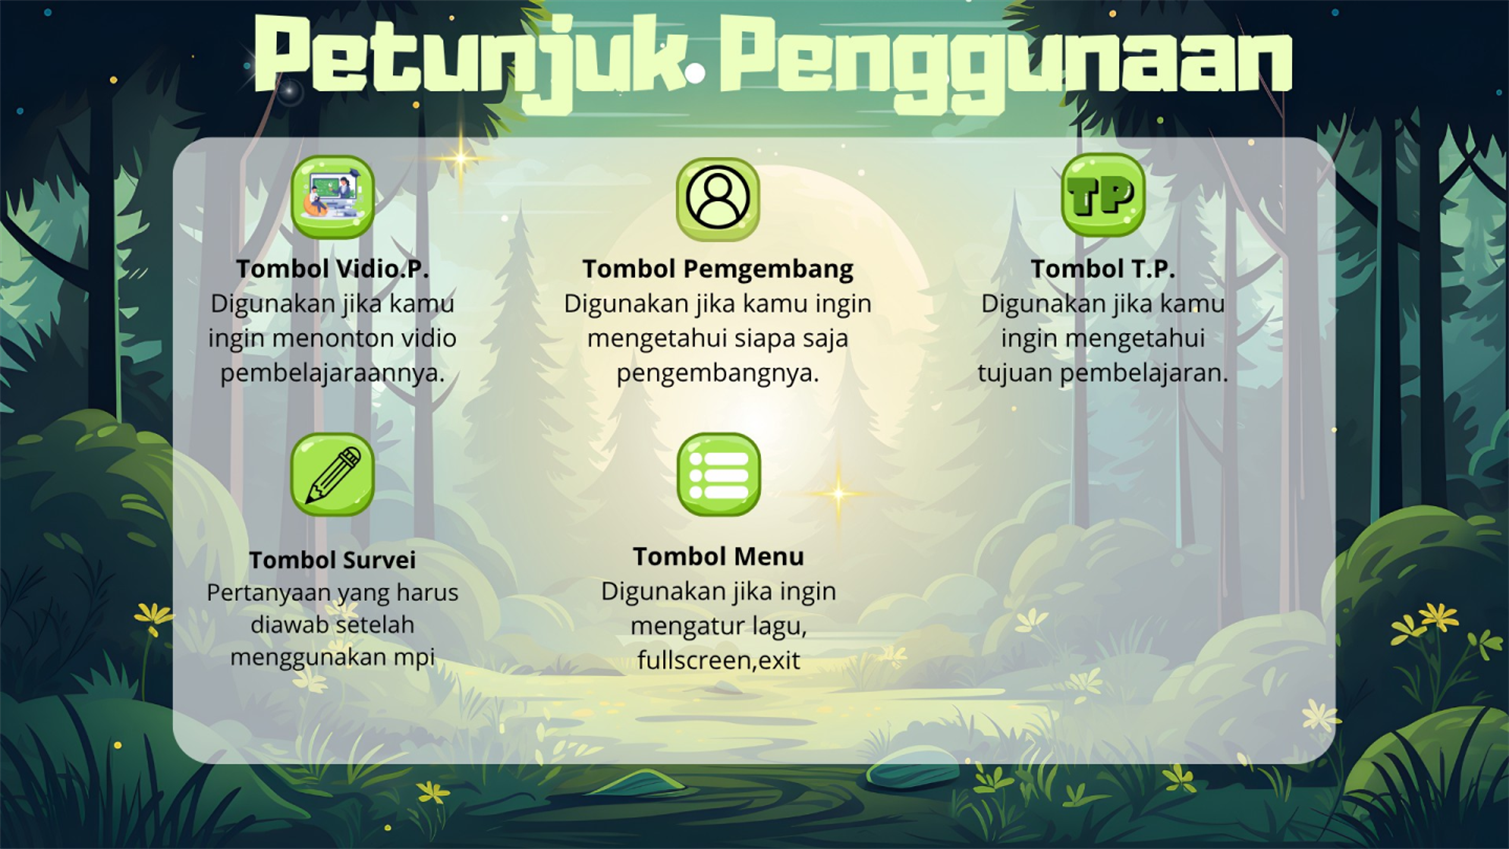 Petunjuk Penggunaan
TP
Tombol Vidio.P.
Digunakan jika kamu
ingin menonton vidio
pembelajaraannya.
Tombol Pemgembang
Digunakan jika kamu ingin
mengetahui siapa saja
pengembangnya.
Tombol T.P.
Digunakan jika kamu
ingin mengetahui
tujuan pembelajaran.
Tombol Survei
Pertanyaan yang harus
diawab setelah
menggunakan mpi
Tombol Menu
Digunakan jika ingin
mengatur lagu,
fullscreen,exit